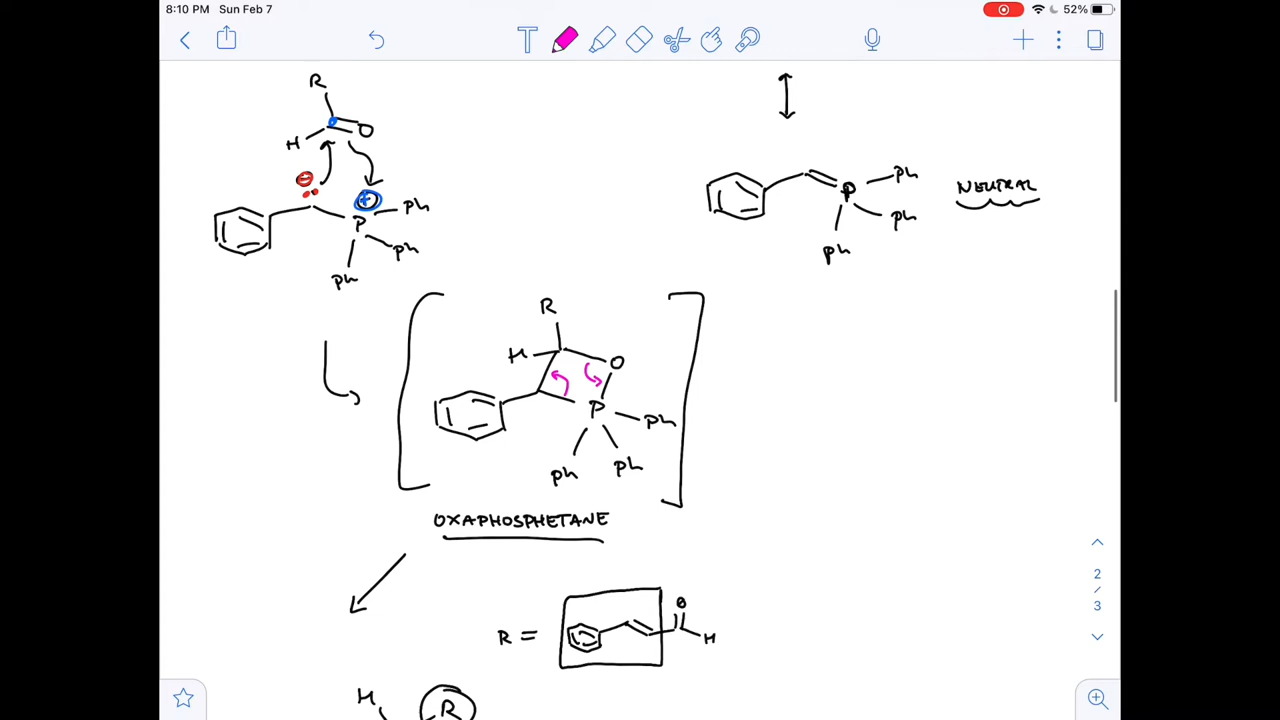 8:10 PM Sun Feb 7
52%
T
R
H
O
⊖
⊕
P
Ph
Ph
Ph
P
Ph
Ph
Ph
NEUTRAL
R
H
O
P
Ph
Ph
Ph
OXAPHOSPHETANE
R =
O
H
H
R
2
/
3